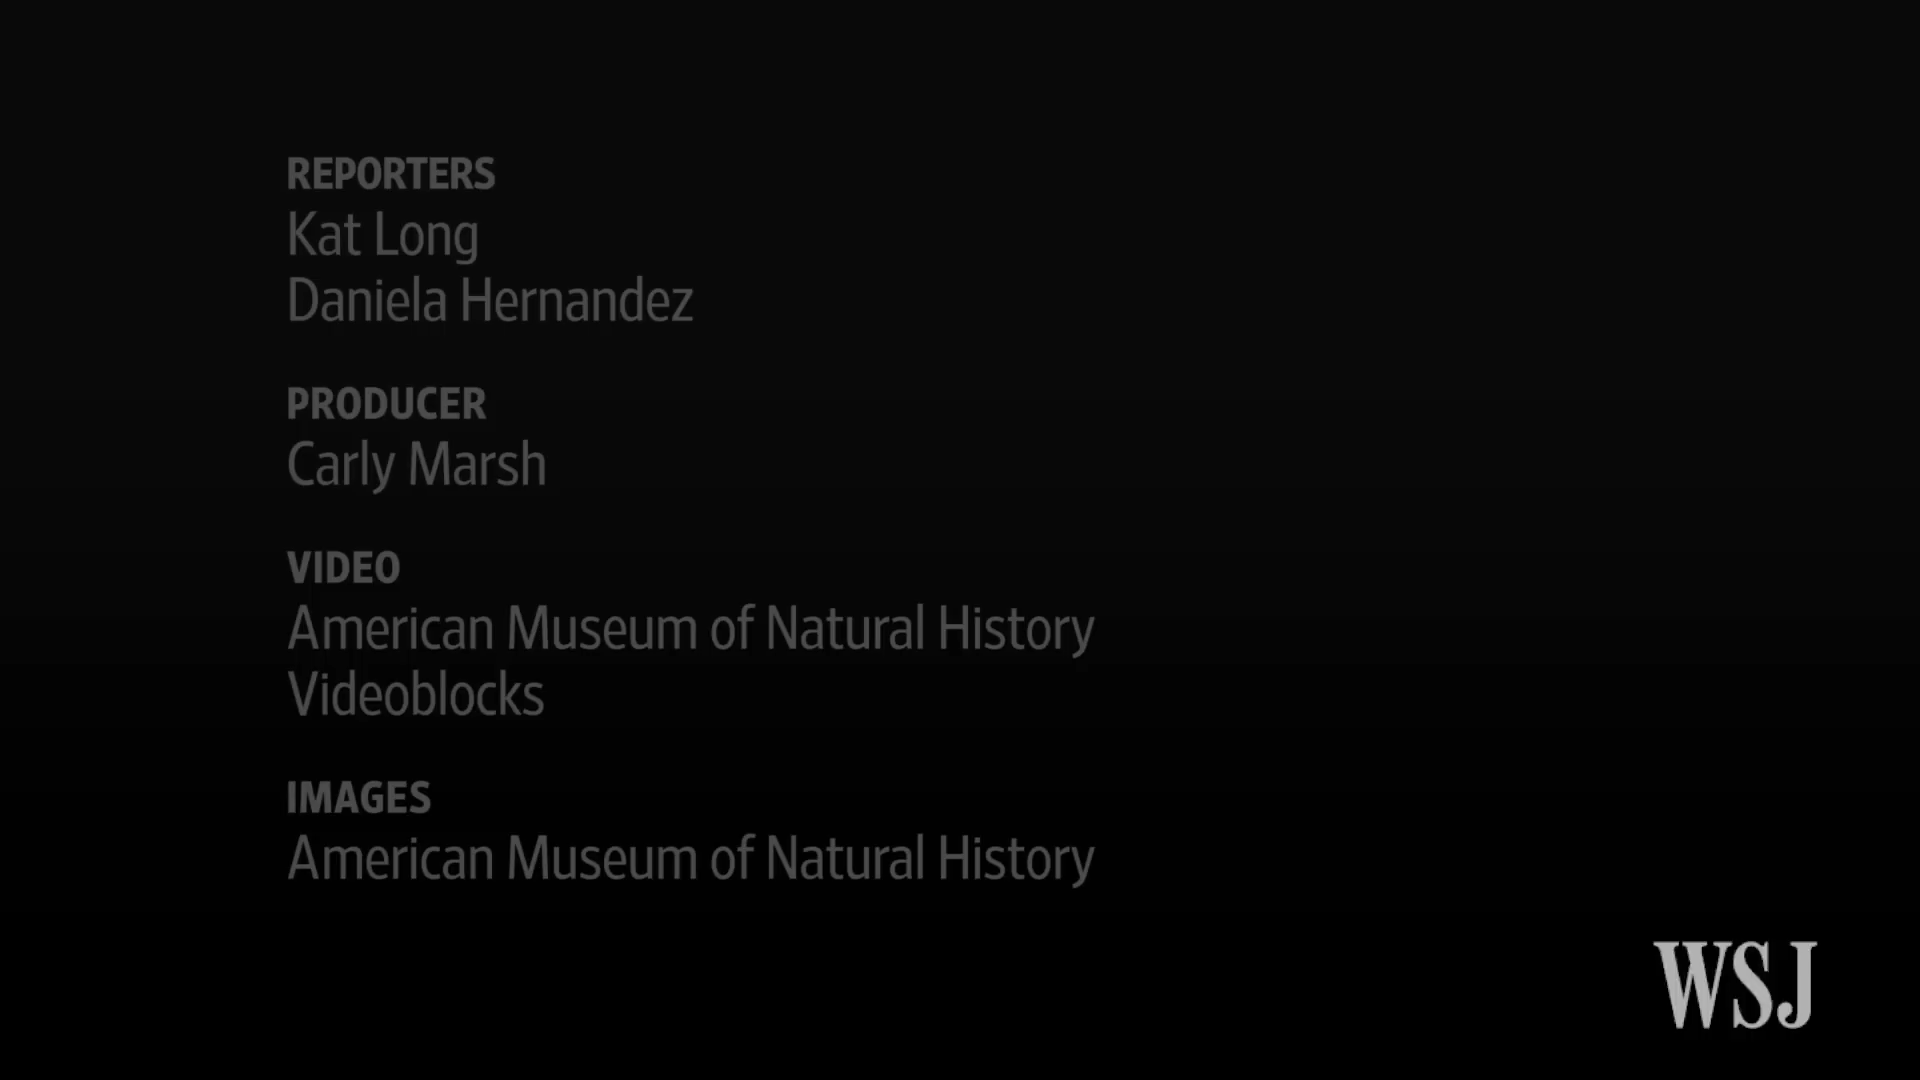 REPORTERS
Kat Long
Daniela Hernandez
PRODUCER
Carly Marsh
VIDEO
American Museum of Natural History
Videoblocks
IMAGES
American Museum of Natural History
WSJ